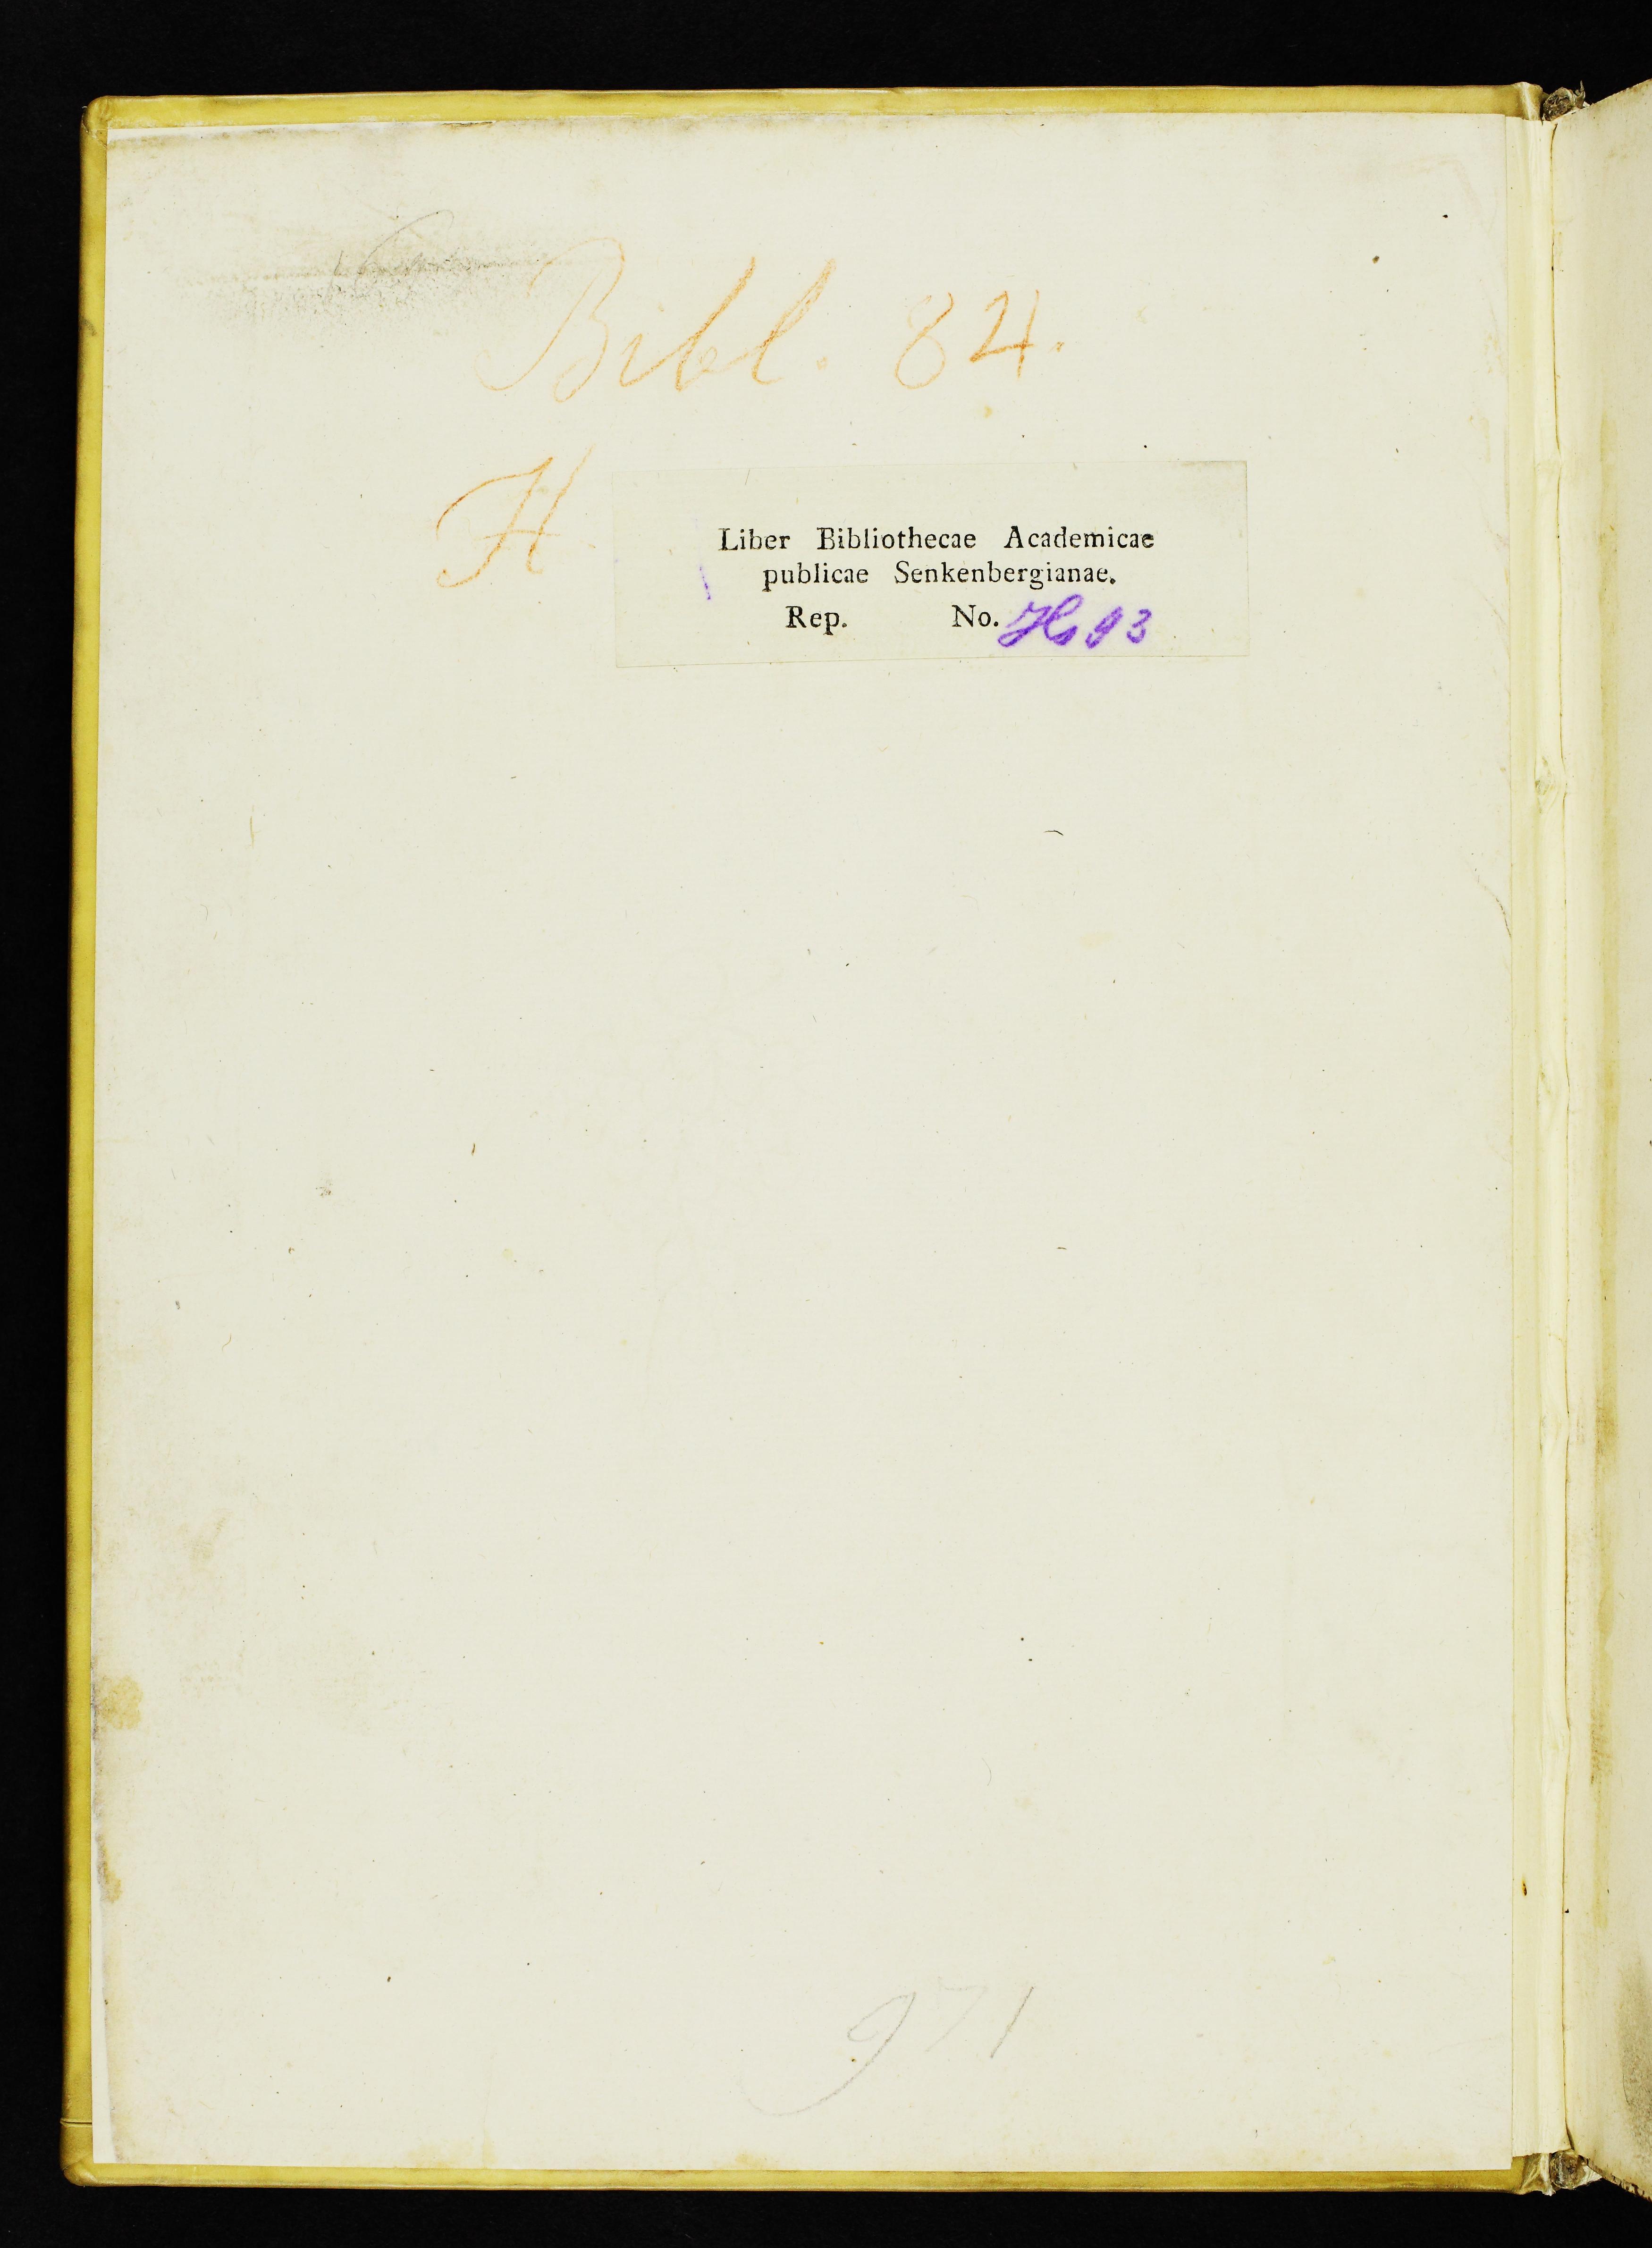 Bibl. 84.
H.
Liber Bibliothecae Academicae
publicae Senkenbergianae.
Rep. No. Hs 93
971